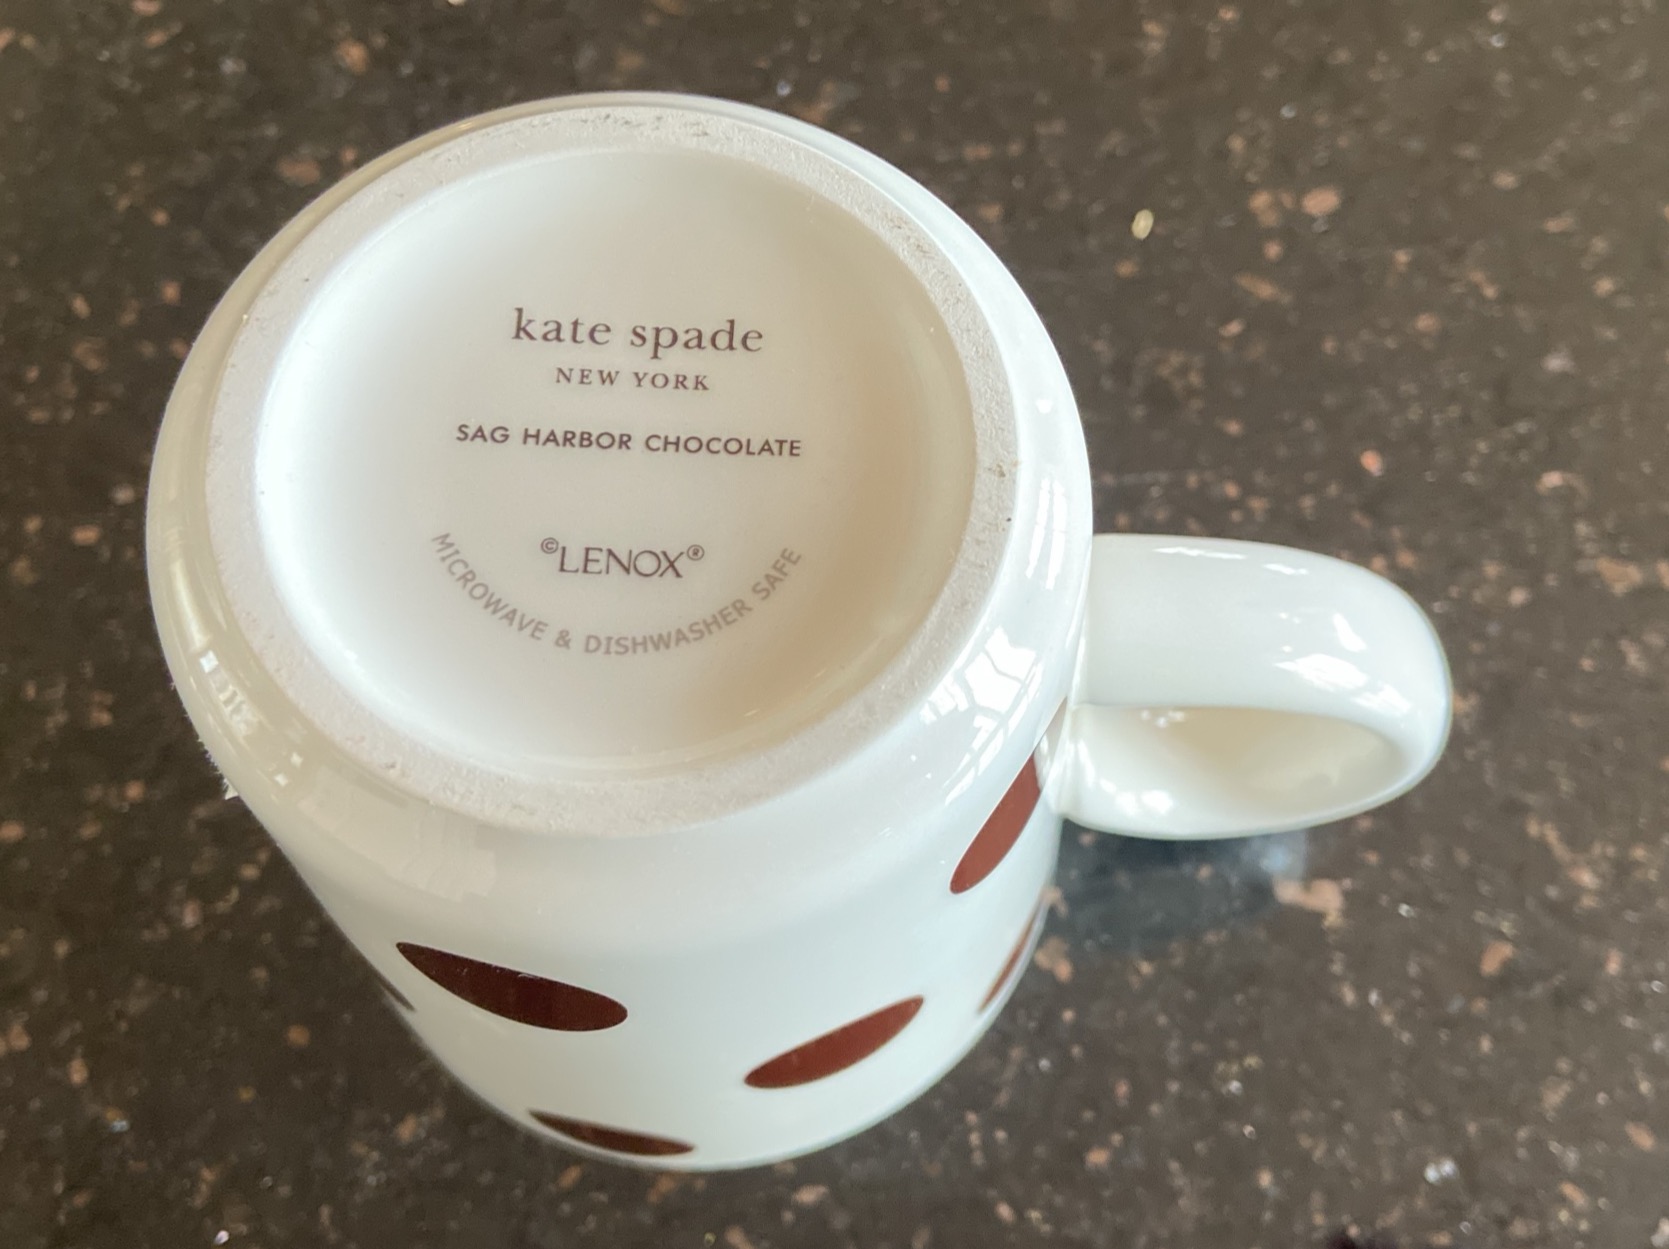 kate spade
NEW YORK
SAG HARBOR CHOCOLATE
©LENOX®
MICROWAVE & DISHWASHER SAFE